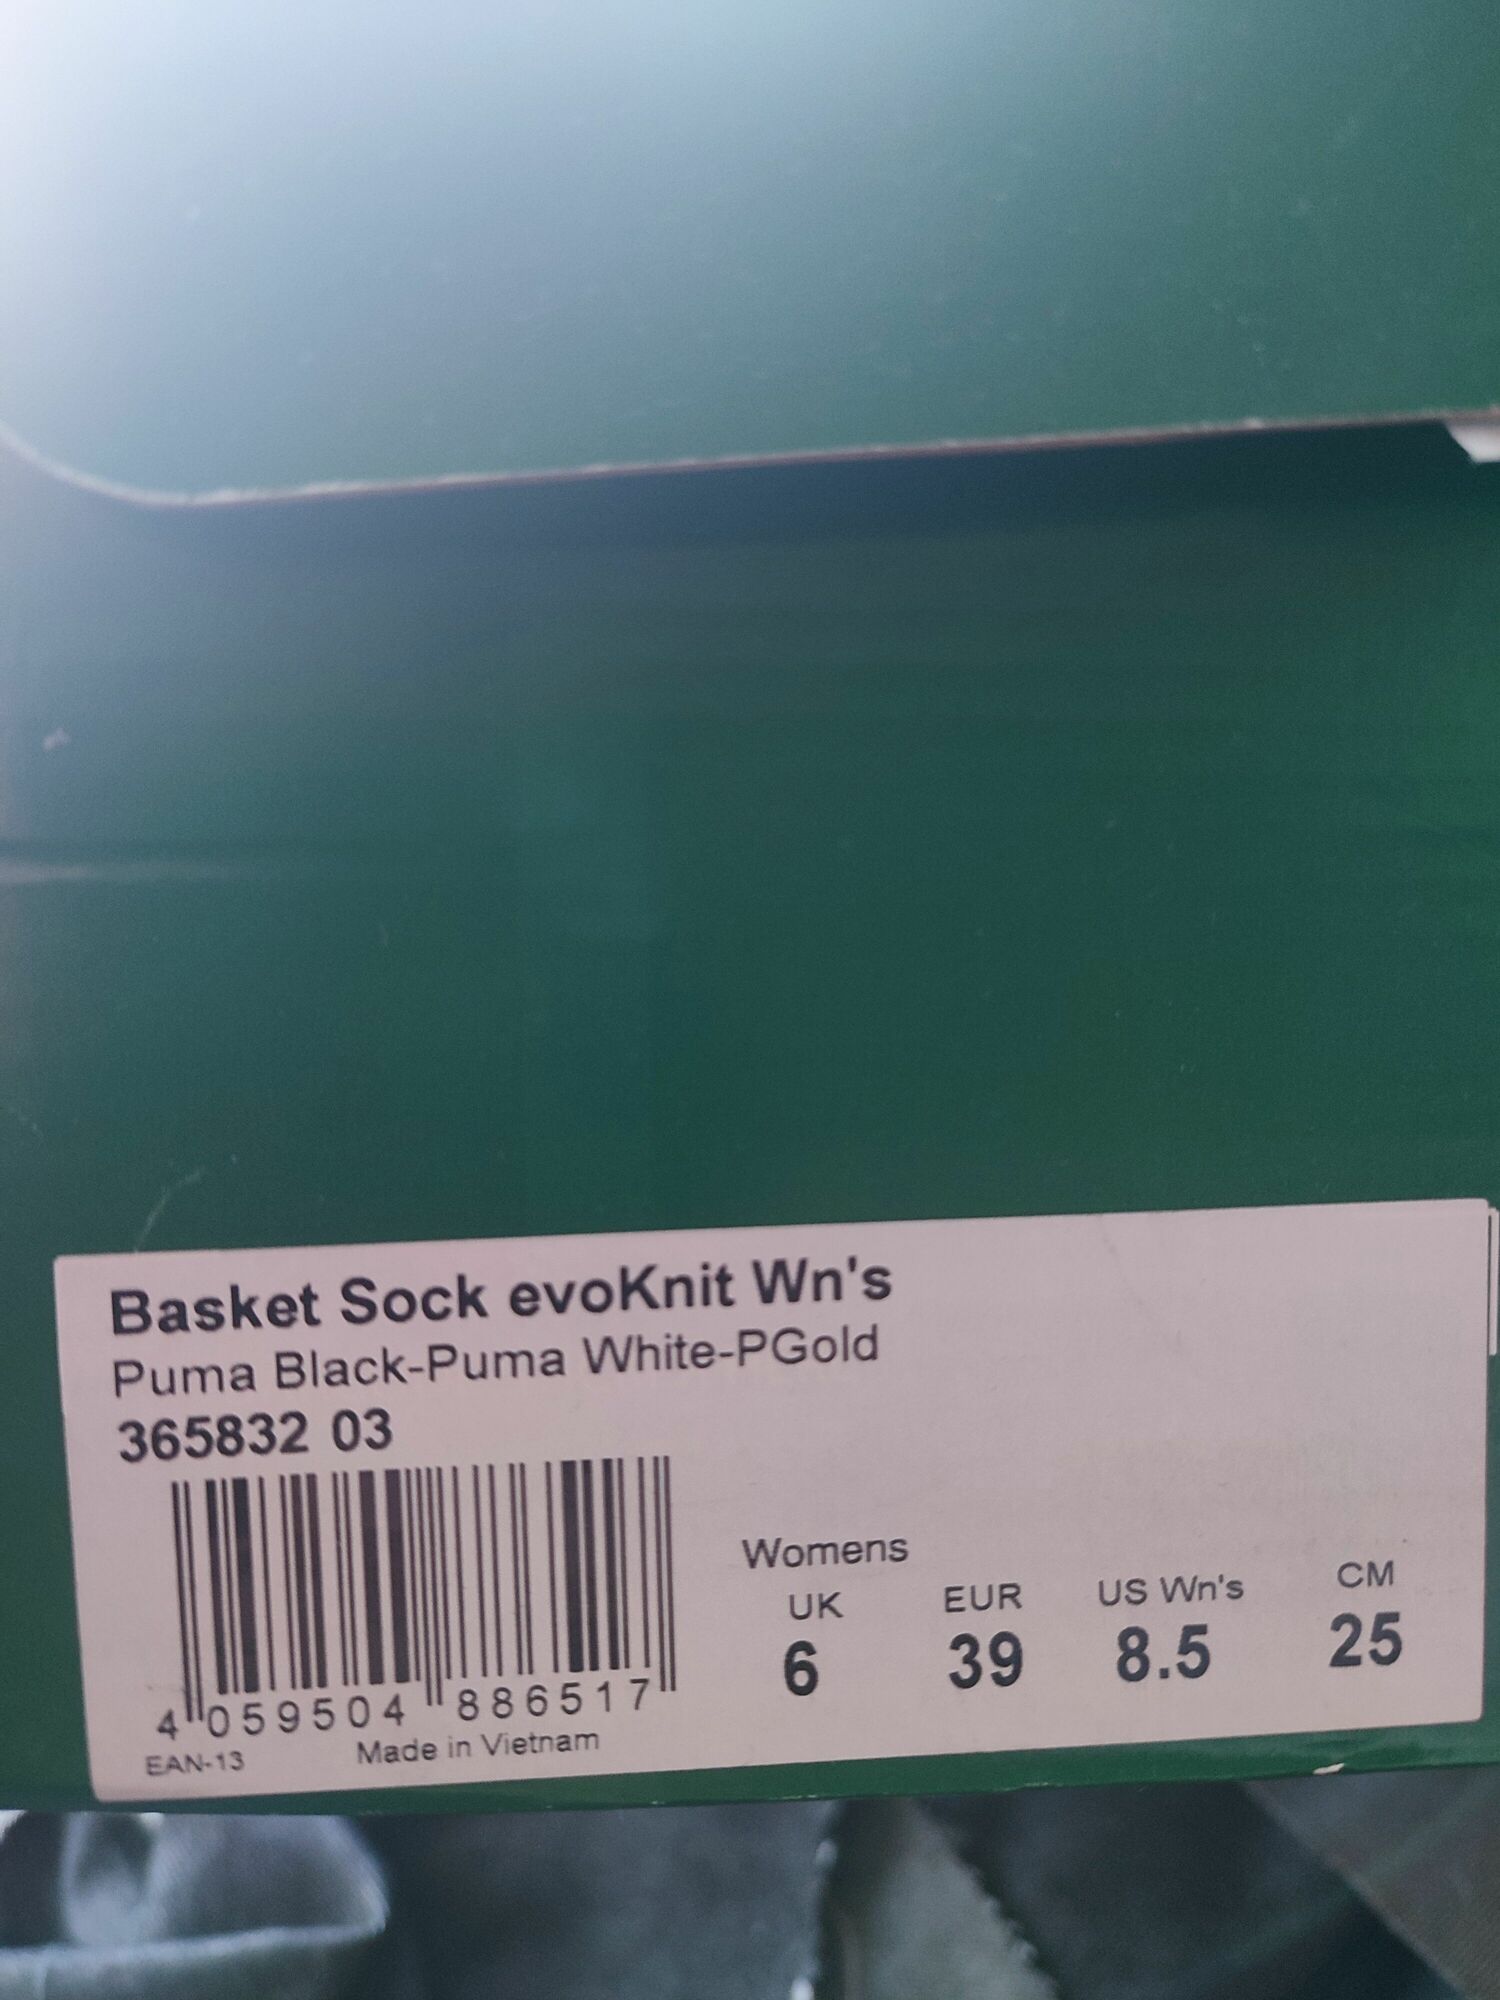 Basket Sock evoKnit Wn's
Puma Black-Puma White-PGold
365832 03
Womens
UK EUR US Wn's CM
6 39 8.5 25
4 059504 886517
EAN-13 Made in Vietnam